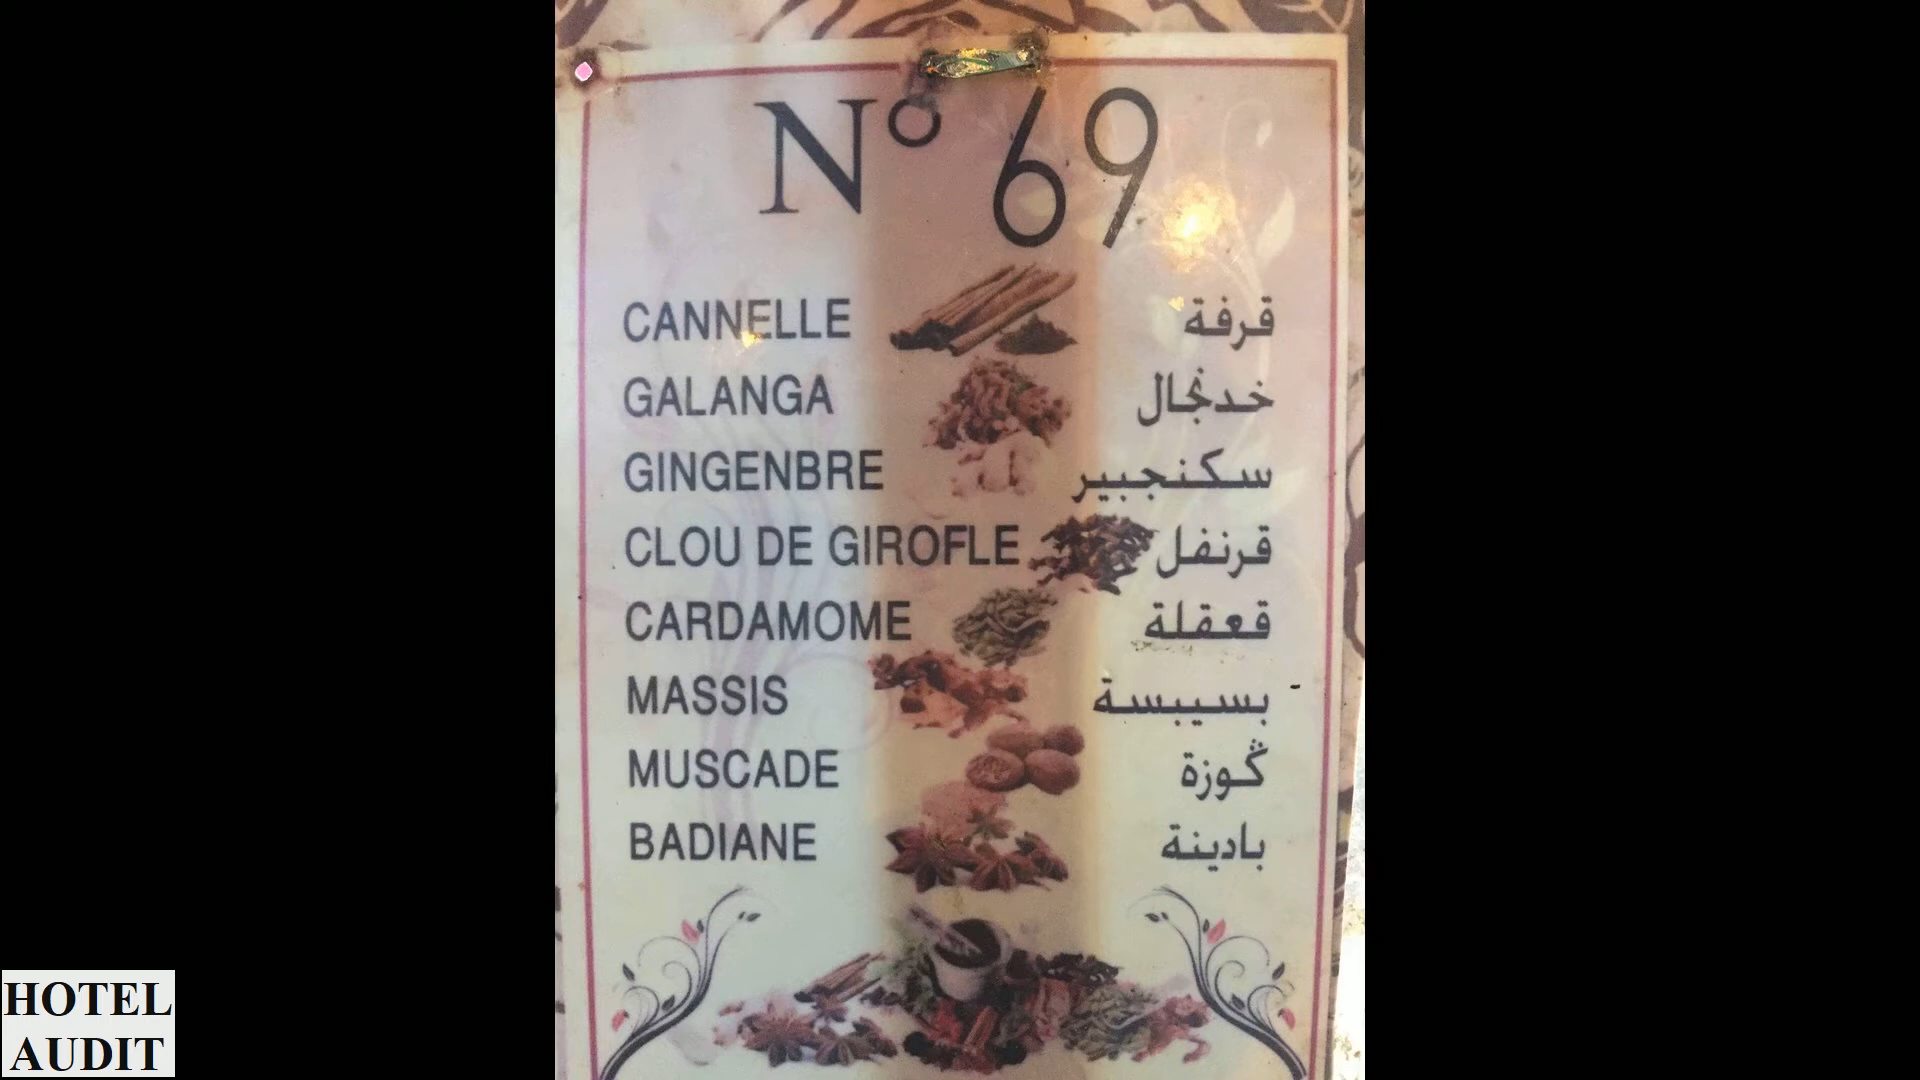 N° 69
CANNELLE قرفة
GALANGA خدنجال
GINGENBRE سكنجبير
CLOU DE GIROFLE قرنفل
CARDAMOME قعقلة
MASSIS بسيبسة
MUSCADE ݣوزة
BADIANE بادينة
HOTEL
AUDIT